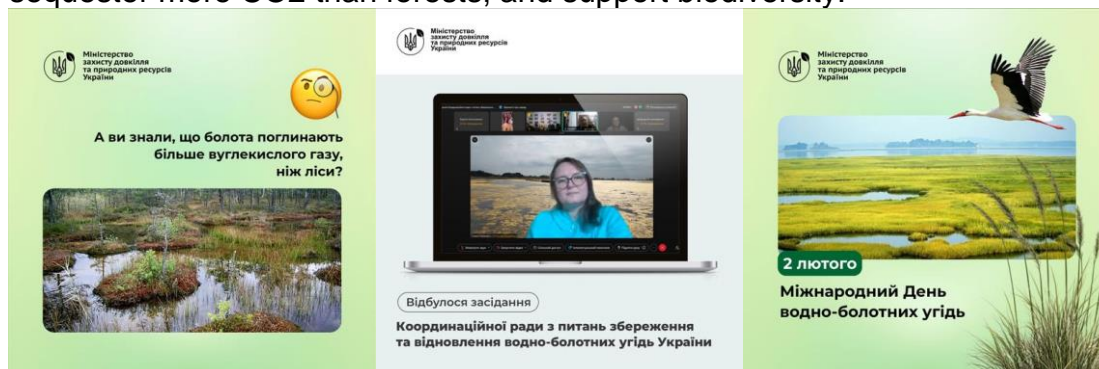 sequester more CO2 than forests, and support biodiversity.
Міністерство
захисту довкілля
та природних ресурсів
України
А ви знали, що болота поглинають
більше вуглекислого газу,
ніж ліси?
Міністерство
захисту довкілля
та природних ресурсів
України
Відбулося засідання
Координаційної ради з питань збереження
та відновлення водно-болотних угідь України
Міністерство
захисту довкілля
та природних ресурсів
України
2 лютого
Міжнародний День
водно-болотних угідь